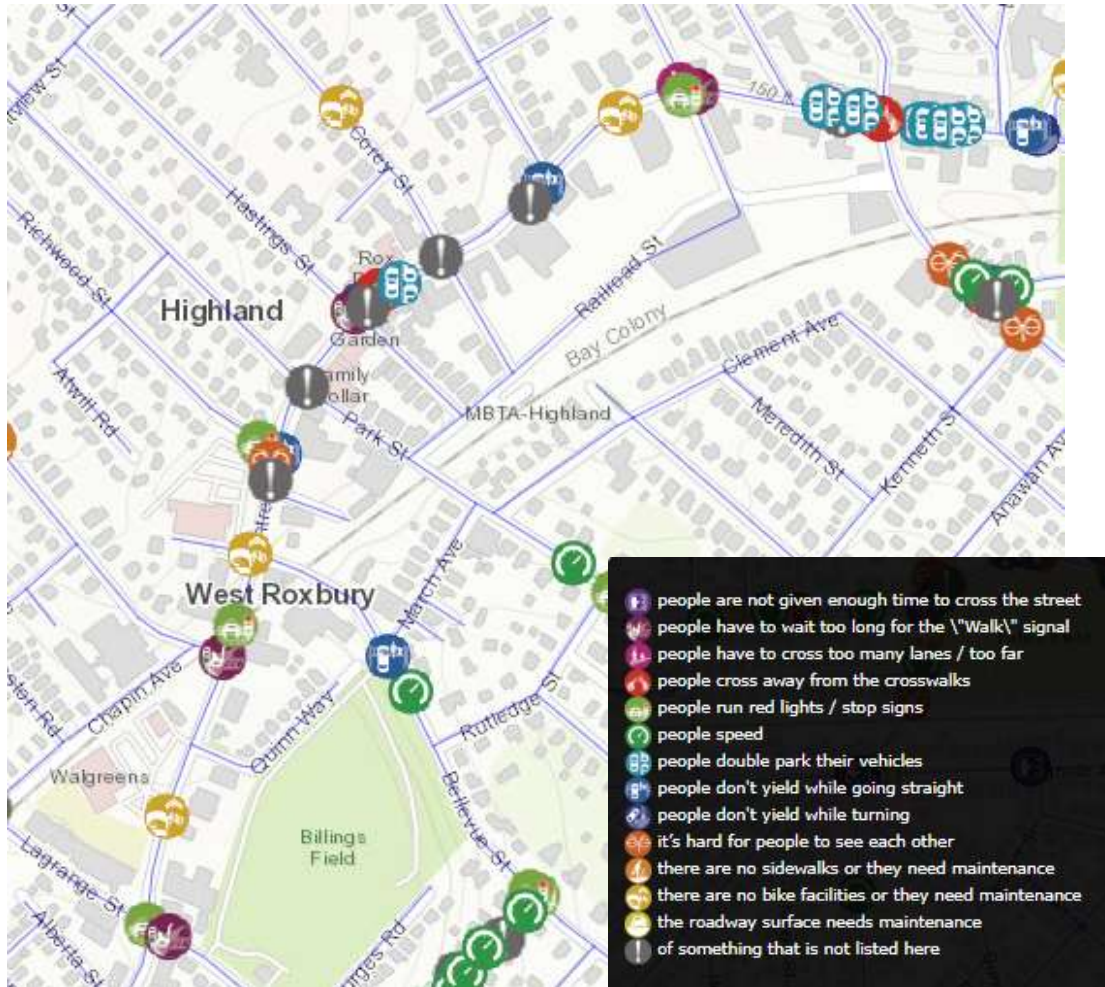 150 ft
Corey St
Hastings St
Richwood St
Highland
Rox
Garden
Railroad St
Bay Colony
Clement Ave
Atwill Rd
Park St
MBTA-Highland
Meredith St
Kenneth St
Anawan Av
West Roxbury
March Ave
Chapin Ave
Quinn Way
Rutledge St
Walgreens
Bellevue St
Billings
Field
Lagrange St
Alberta St
people are not given enough time to cross the street
people have to wait too long for the \"Walk\" signal
people have to cross too many lanes / too far
people cross away from the crosswalks
people run red lights / stop signs
people speed
people double park their vehicles
people don't yield while going straight
people don't yield while turning
it's hard for people to see each other
there are no sidewalks or they need maintenance
there are no bike facilities or they need maintenance
the roadway surface needs maintenance
of something that is not listed here